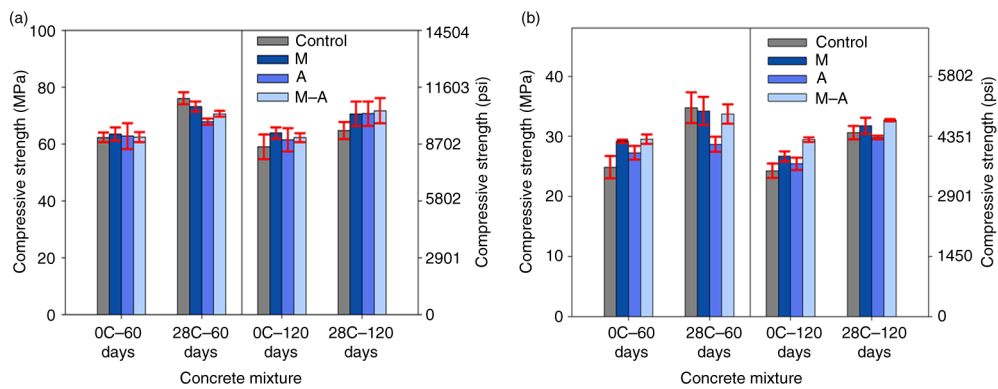 (a)
Compressive strength (MPa)
100
80
60
40
20
0
Control
M
A
M–A
14504
11603
8702
5802
2901
0
Compressive strength (psi)
0C–60 days
28C–60 days
0C–120 days
28C–120 days
Concrete mixture
(b)
Compressive strength (MPa)
40
30
20
10
0
Control
M
A
M–A
5802
4351
2901
1450
0
Compressive strength (psi)
0C–60 days
28C–60 days
0C–120 days
28C–120 days
Concrete mixture